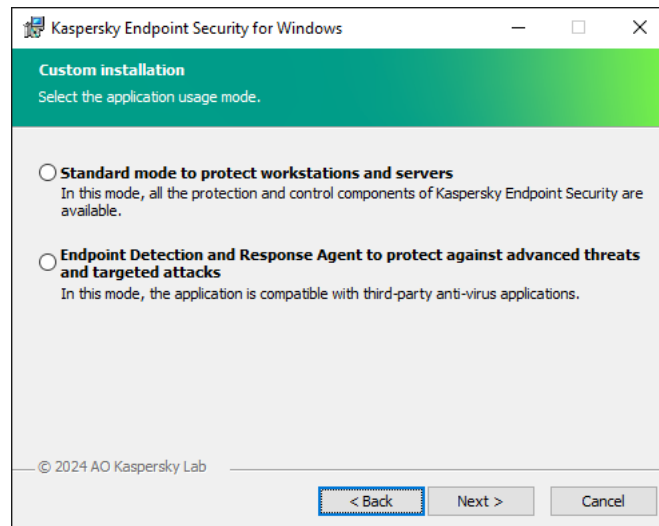 Kaspersky Endpoint Security for Windows
Custom installation
Select the application usage mode.
Standard mode to protect workstations and servers
In this mode, all the protection and control components of Kaspersky Endpoint Security are
available.
Endpoint Detection and Response Agent to protect against advanced threats
and targeted attacks
In this mode, the application is compatible with third-party anti-virus applications.
© 2024 AO Kaspersky Lab
< Back Next > Cancel